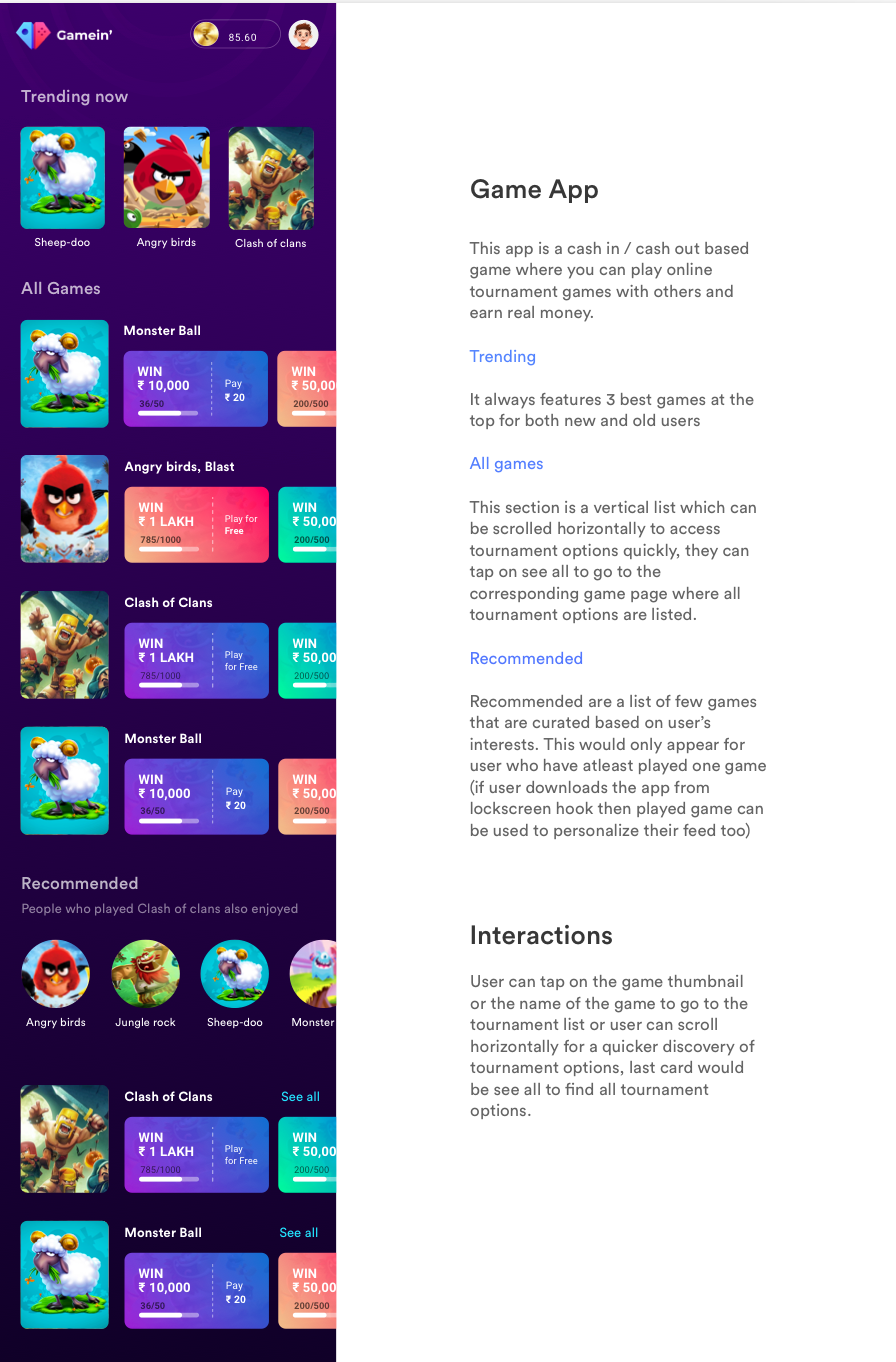 Gamein’
85.60
Trending now
Sheep-doo
Angry birds
Clash of clans
All Games
Monster Ball
WIN
₹ 10,000
36/50
Pay
₹ 20
WIN
₹ 50,00
200/500
Angry birds, Blast
WIN
₹ 1 LAKH
785/1000
Play for
Free
WIN
₹ 50,00
200/500
Clash of Clans
WIN
₹ 1 LAKH
785/1000
Play
for Free
WIN
₹ 50,00
200/500
Monster Ball
WIN
₹ 10,000
36/50
Pay
₹ 20
WIN
₹ 50,00
200/500
Recommended
People who played Clash of clans also enjoyed
Angry birds
Jungle rock
Sheep-doo
Monster
Clash of Clans
See all
WIN
₹ 1 LAKH
785/1000
Play
for Free
WIN
₹ 50,00
200/500
Monster Ball
See all
WIN
₹ 10,000
36/50
Pay
₹ 20
WIN
₹ 50,00
200/500
Game App
This app is a cash in / cash out based
game where you can play online
tournament games with others and
earn real money.
Trending
It always features 3 best games at the
top for both new and old users
All games
This section is a vertical list which can
be scrolled horizontally to access
tournament options quickly, they can
tap on see all to go to the
corresponding game page where all
tournament options are listed.
Recommended
Recommended are a list of few games
that are curated based on user’s
interests. This would only appear for
user who have atleast played one game
(if user downloads the app from
lockscreen hook then played game can
be used to personalize their feed too)
Interactions
User can tap on the game thumbnail
or the name of the game to go to the
tournament list or user can scroll
horizontally for a quicker discovery of
tournament options, last card would
be see all to find all tournament
options.